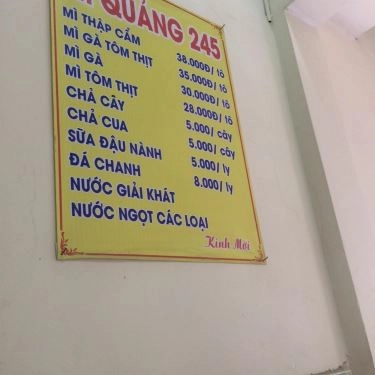 QUẢNG 245
MÌ THẬP CẨM 38.000Đ/ tô
MÌ GÀ TÔM THỊT 35.000Đ/ tô
MÌ GÀ 30.000Đ/ tô
MÌ TÔM THỊT 28.000Đ/ tô
CHẢ CÂY 5.000/ cây
CHẢ CUA 5.000/ cây
SỮA ĐẬU NÀNH 5.000/ ly
ĐÁ CHANH 8.000/ ly
NƯỚC GIẢI KHÁT
NƯỚC NGỌT CÁC LOẠI
Kính Mời